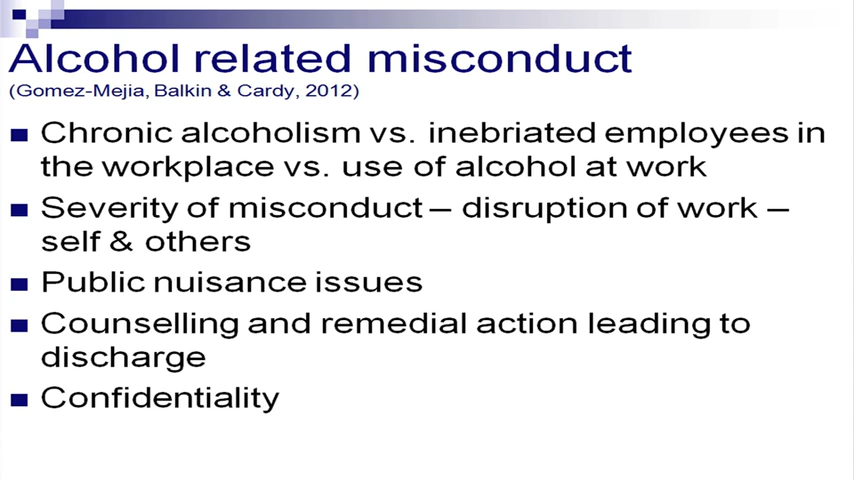 Alcohol related misconduct
(Gomez-Mejia, Balkin & Cardy, 2012)
Chronic alcoholism vs. inebriated employees in
the workplace vs. use of alcohol at work
Severity of misconduct – disruption of work –
self & others
Public nuisance issues
Counselling and remedial action leading to
discharge
Confidentiality